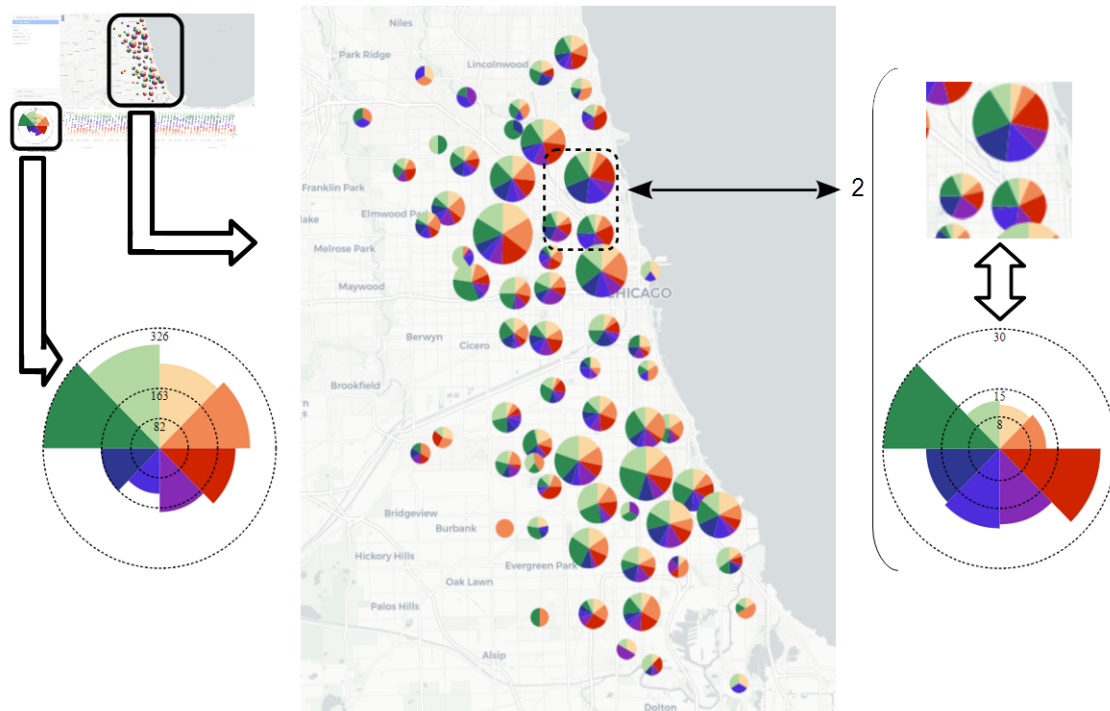 Niles
Park Ridge
Lincolnwood
Franklin Park
lake
Elmwood Park
Melrose Park
Maywood
CHICAGO
Berwyn
Cicero
Brookfield
Bridgeview
Burbank
Hickory Hills
Evergreen Park
Oak Lawn
Palos Hills
Alsip
Dolton
326
163
82
2
30
15
8